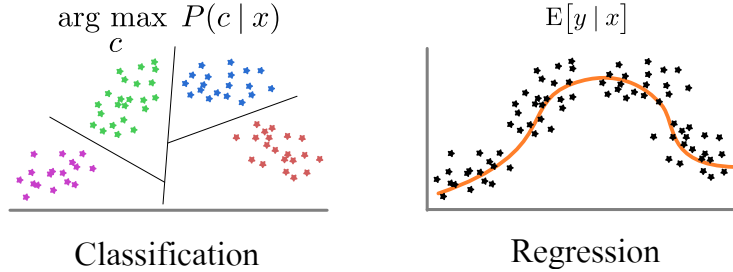 arg max P(c | x)
c
E[y | x]
Classification
Regression